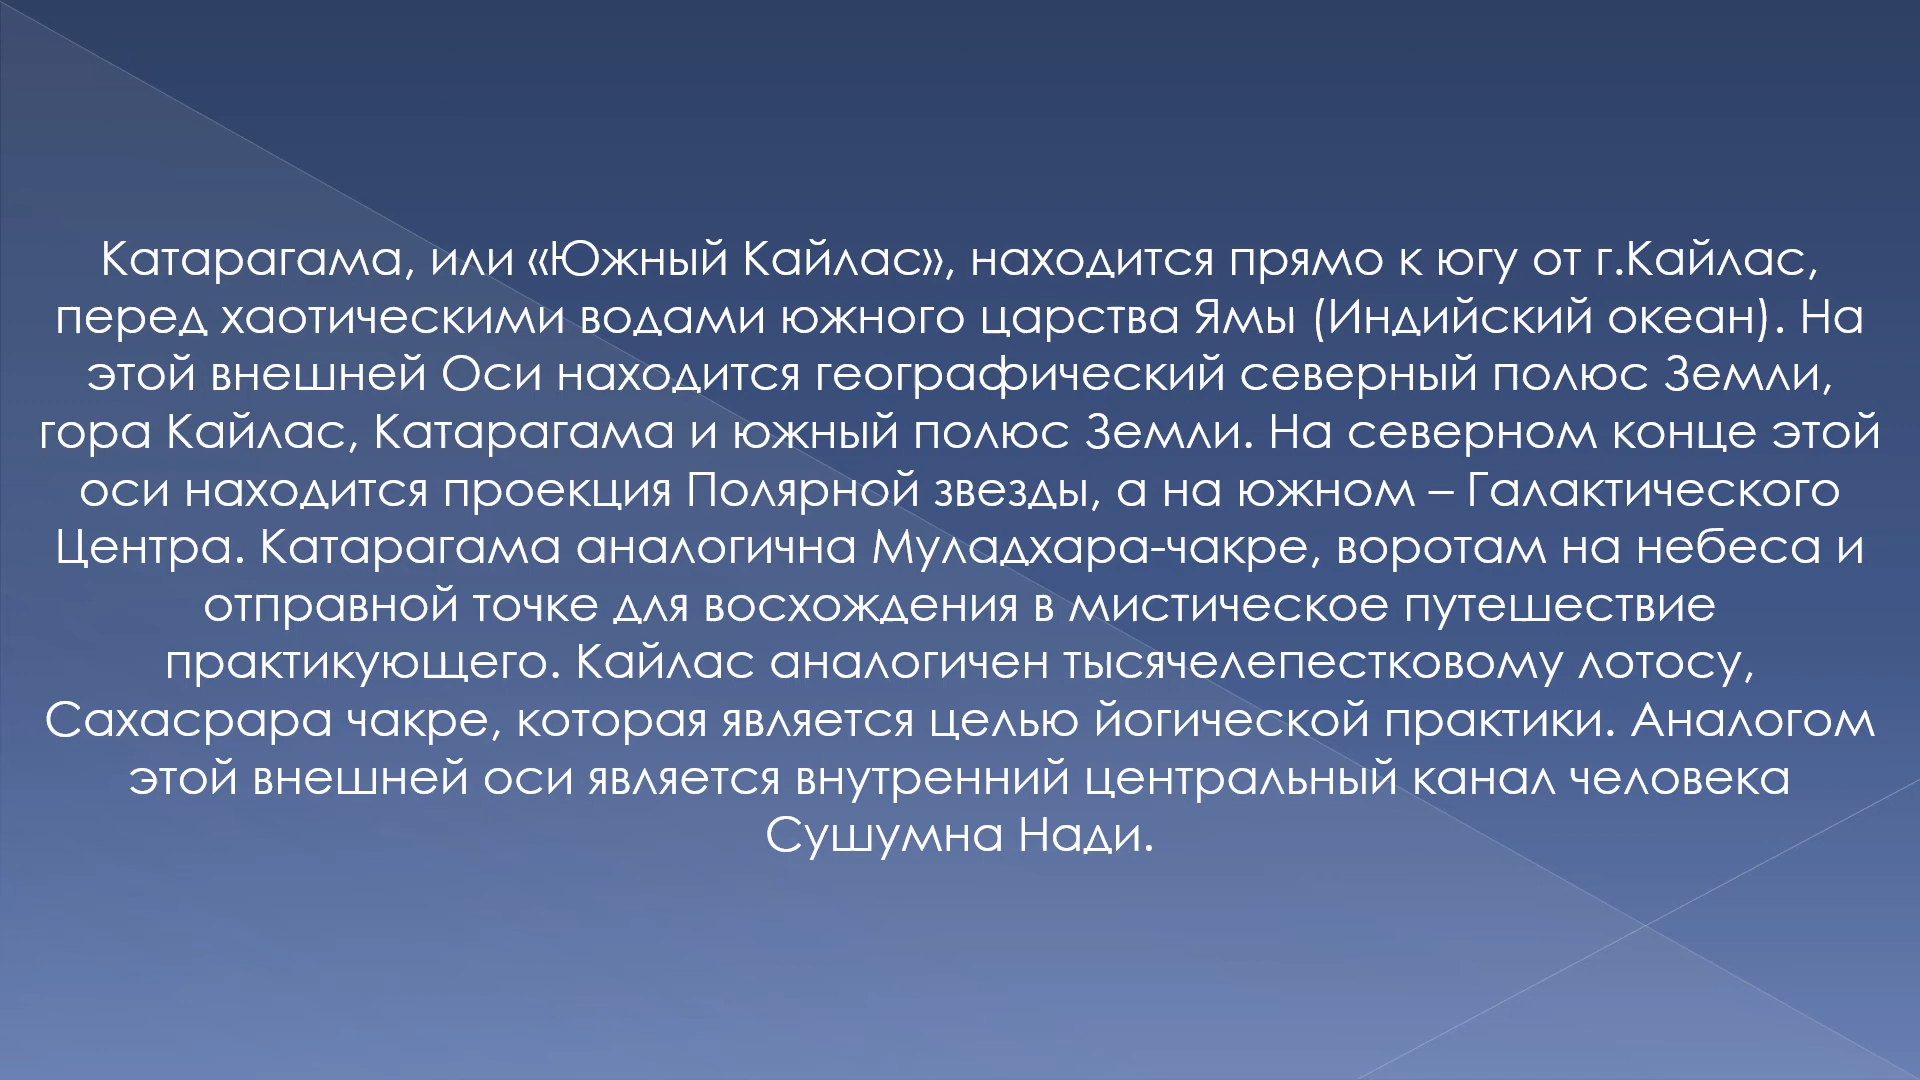 Катарагама, или «Южный Кайлас», находится прямо к югу от г.Кайлас,
перед хаотическими водами южного царства Ямы (Индийский океан). На
этой внешней Оси находится географический северный полюс Земли,
гора Кайлас, Катарагама и южный полюс Земли. На северном конце этой
оси находится проекция Полярной звезды, а на южном – Галактического
Центра. Катарагама аналогична Муладхара-чакре, воротам на небеса и
отправной точке для восхождения в мистическое путешествие
практикующего. Кайлас аналогичен тысячелепестковому лотосу,
Сахасрара чакре, которая является целью йогической практики. Аналогом
этой внешней оси является внутренний центральный канал человека
Сушумна Нади.